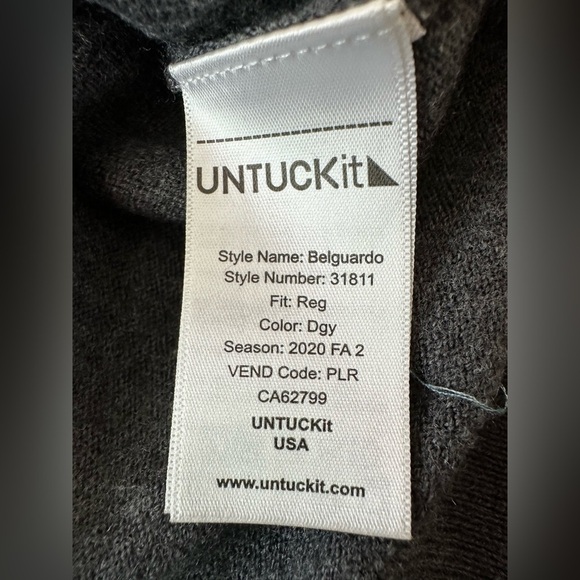 UNTUCKit
Style Name: Belguardo
Style Number: 31811
Fit: Reg
Color: Dgy
Season: 2020 FA 2
VEND Code: PLR
CA62799
UNTUCKit
USA
www.untuckit.com